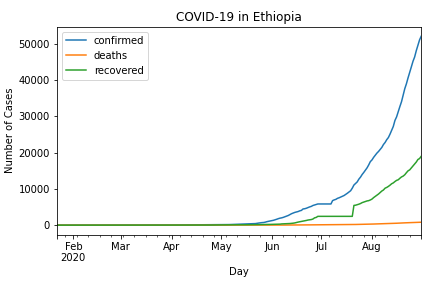 COVID-19 in Ethiopia
confirmed
deaths
recovered
Number of Cases
50000
40000
30000
20000
10000
0
Feb Mar Apr May Jun Jul Aug
2020
Day